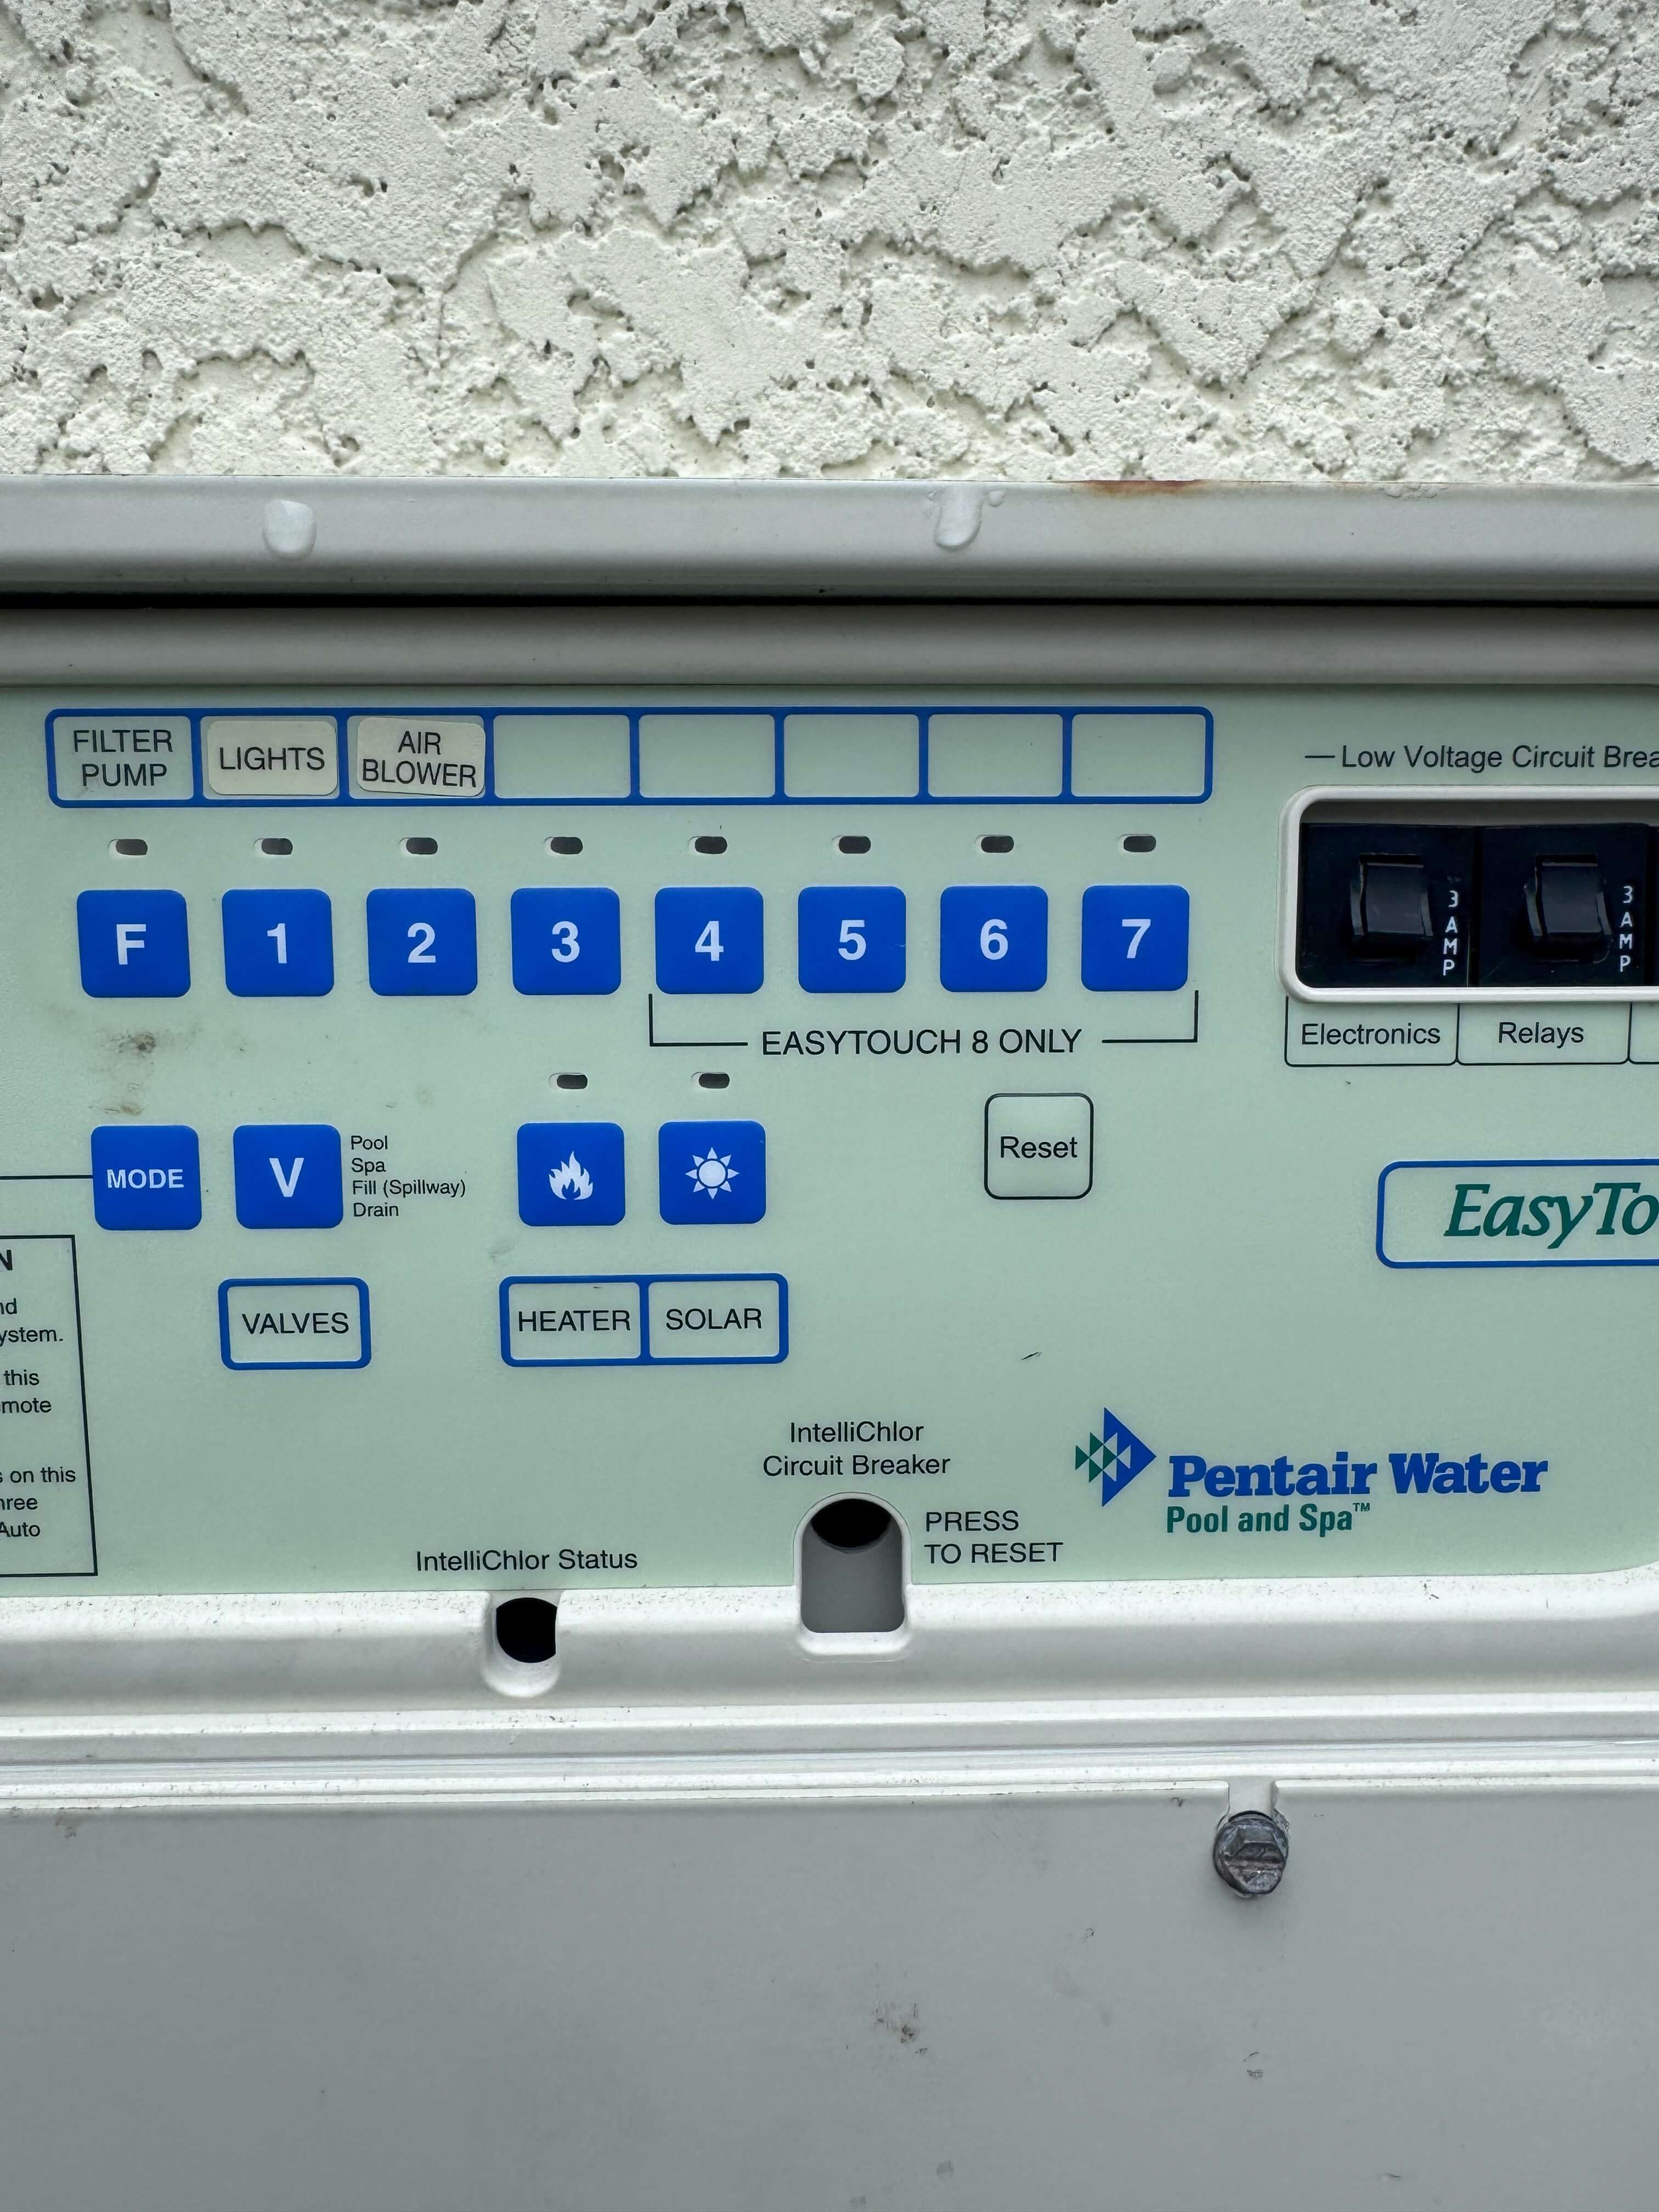 FILTER
PUMP
LIGHTS
AIR
BLOWER
Low Voltage Circuit Brea
3 AMP
3 AMP
F
1
2
3
4
5
6
7
EASYTOUCH 8 ONLY
Electronics
Relays
MODE
V
Pool
Spa
Fill (Spillway)
Drain
Reset
EasyTo
VALVES
HEATER
SOLAR
N
nd
ystem.
this
mote
s on this
hree
Auto
IntelliChlor
Circuit Breaker
PRESS
TO RESET
IntelliChlor Status
Pentair Water
Pool and Spa™